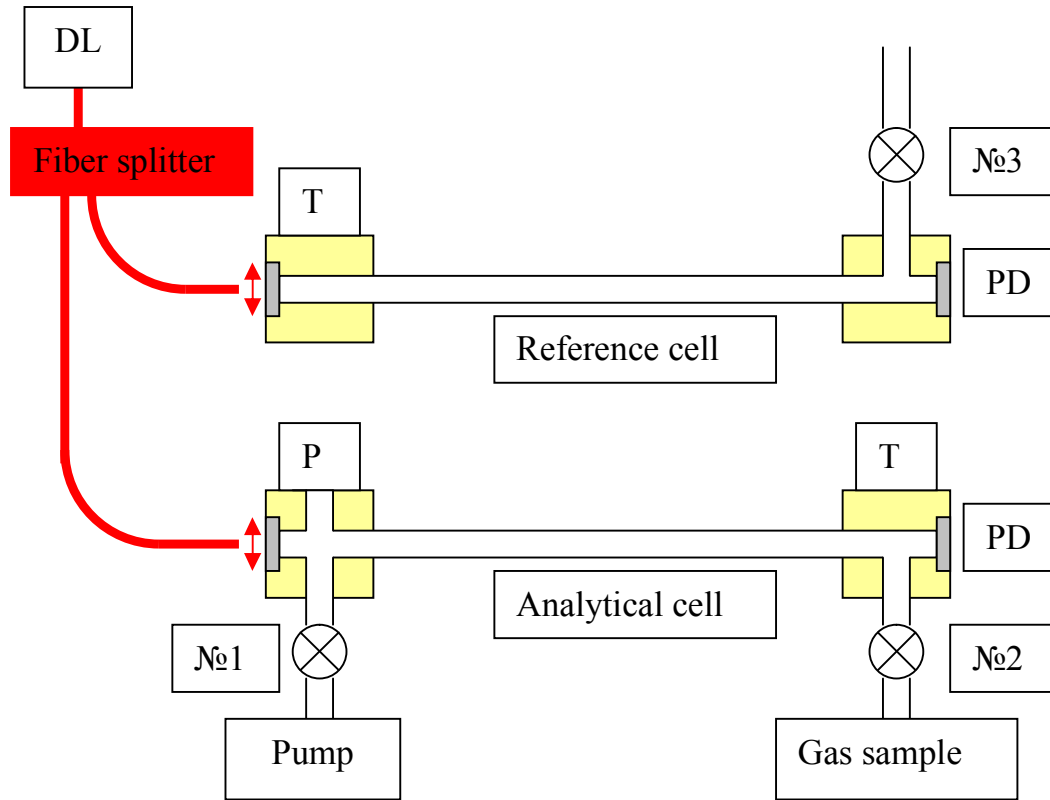 DL
Fiber splitter
T
№3
PD
Reference cell
P
T
PD
Analytical cell
№1
№2
Pump
Gas sample